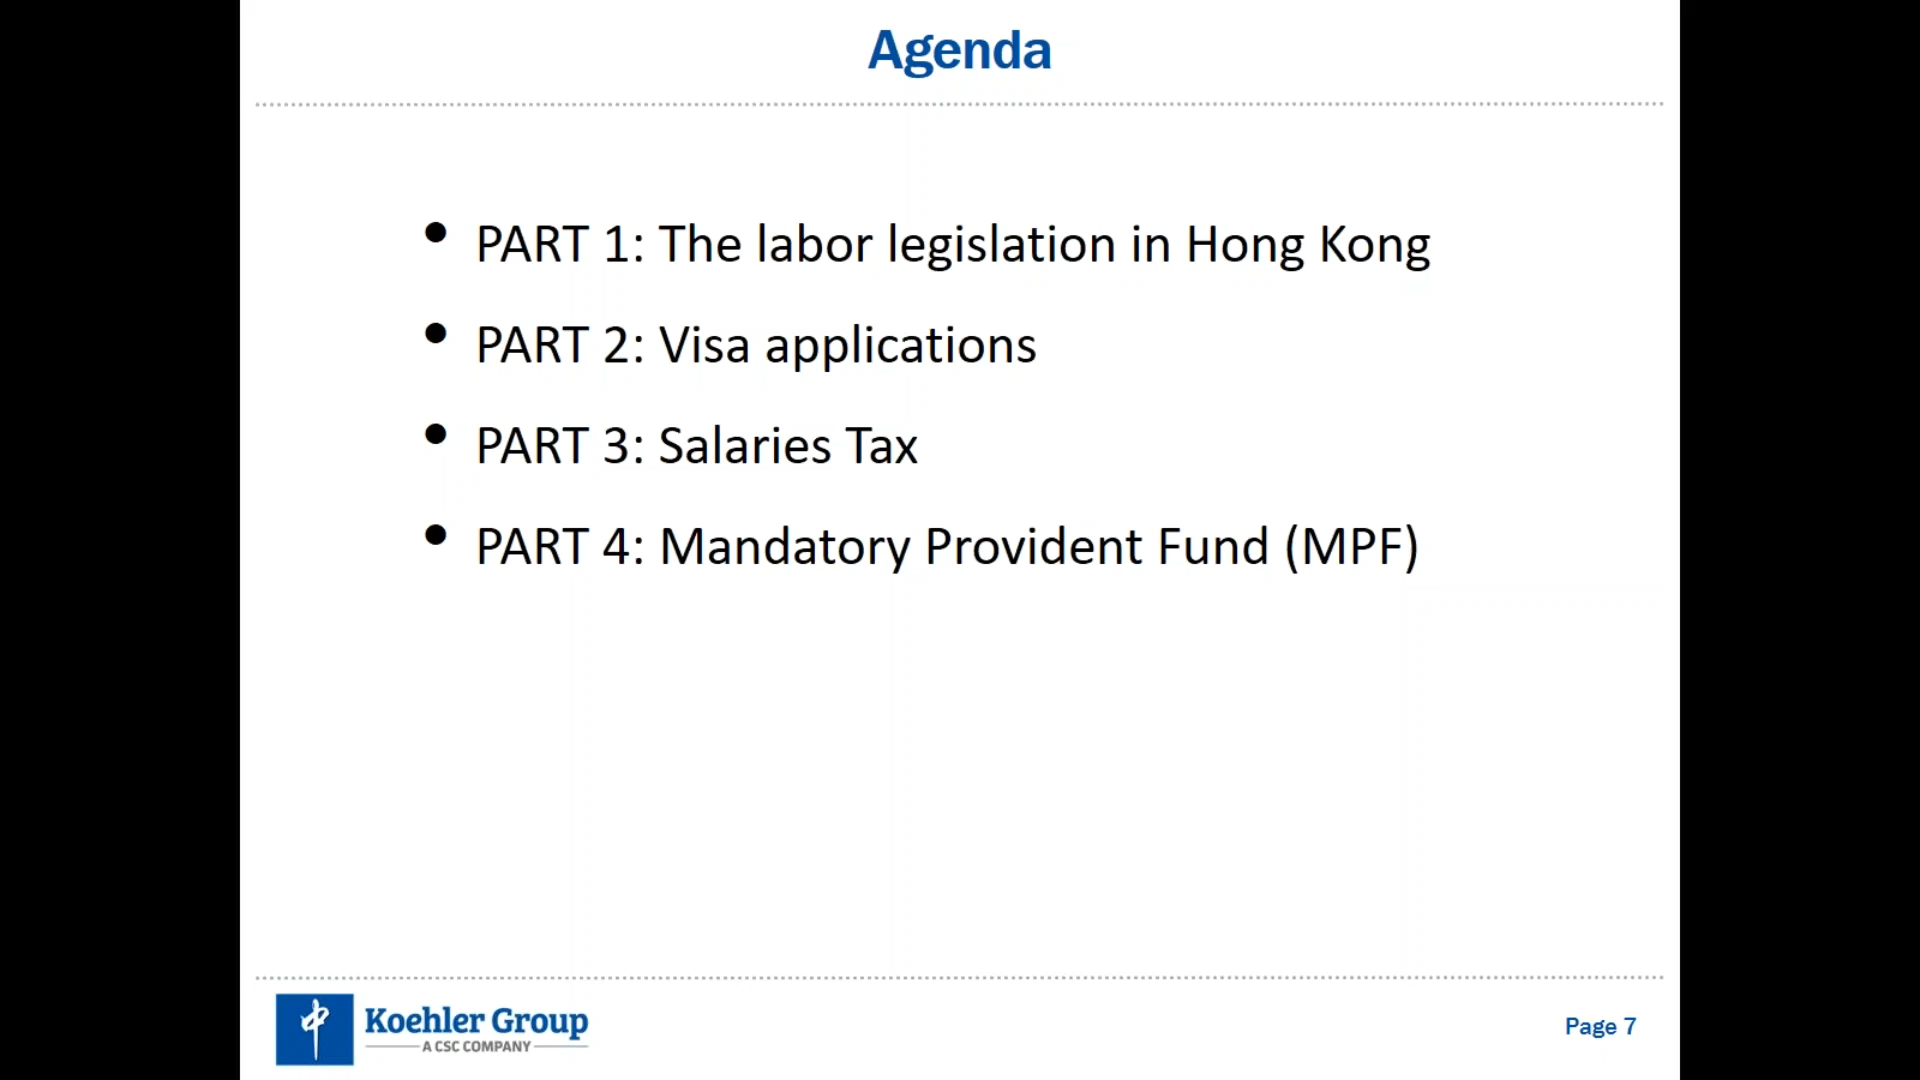 Agenda
• PART 1: The labor legislation in Hong Kong
• PART 2: Visa applications
• PART 3: Salaries Tax
• PART 4: Mandatory Provident Fund (MPF)
Koehler Group
A CSC COMPANY
Page 7